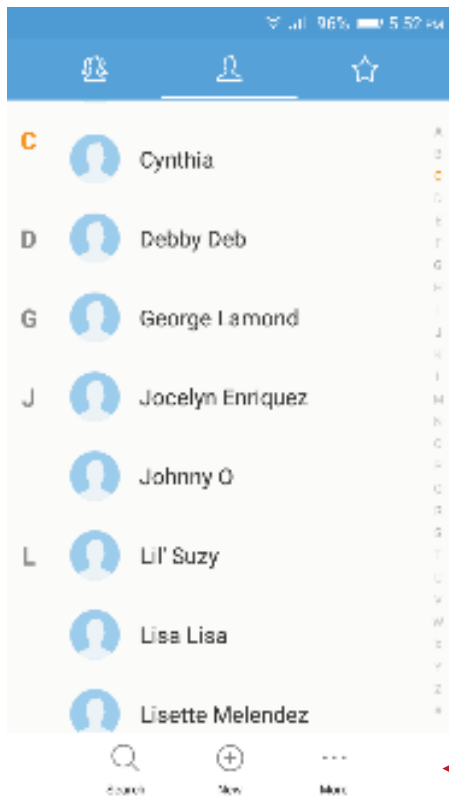 96% 5:52 PM
C Cynthia
D Debby Deb
G George Lamond
J Jocelyn Enriquez
Johnny O
L Lil' Suzy
Lisa Lisa
Lisette Melendez
A
B
C
D
E
F
G
H
I
J
K
L
M
N
O
P
Q
R
S
T
U
V
W
X
Y
Z
#
Search New More